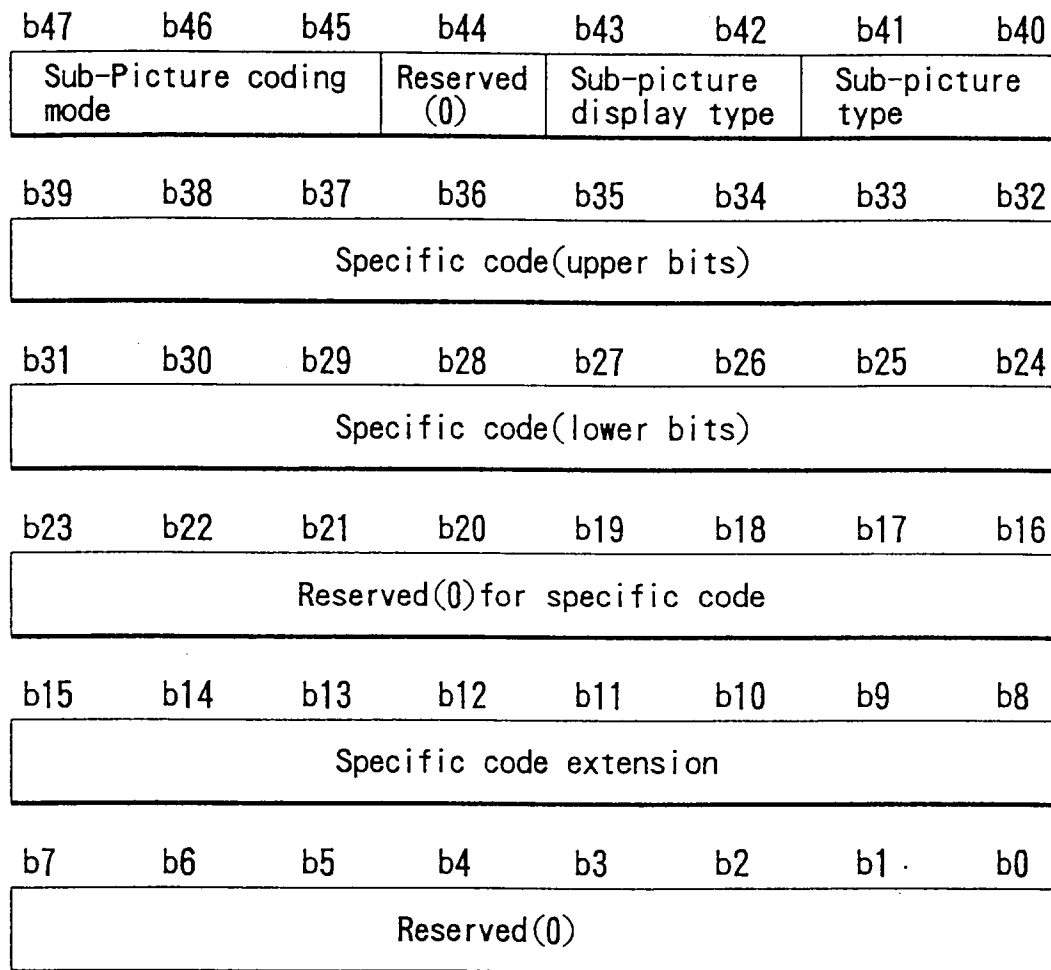 b47 b46 b45 b44 b43 b42 b41 b40
Sub-Picture coding mode
Reserved (0)
Sub-picture display type
Sub-picture type
b39 b38 b37 b36 b35 b34 b33 b32
Specific code(upper bits)
b31 b30 b29 b28 b27 b26 b25 b24
Specific code(lower bits)
b23 b22 b21 b20 b19 b18 b17 b16
Reserved(0)for specific code
b15 b14 b13 b12 b11 b10 b9 b8
Specific code extension
b7 b6 b5 b4 b3 b2 b1 b0
Reserved(0)